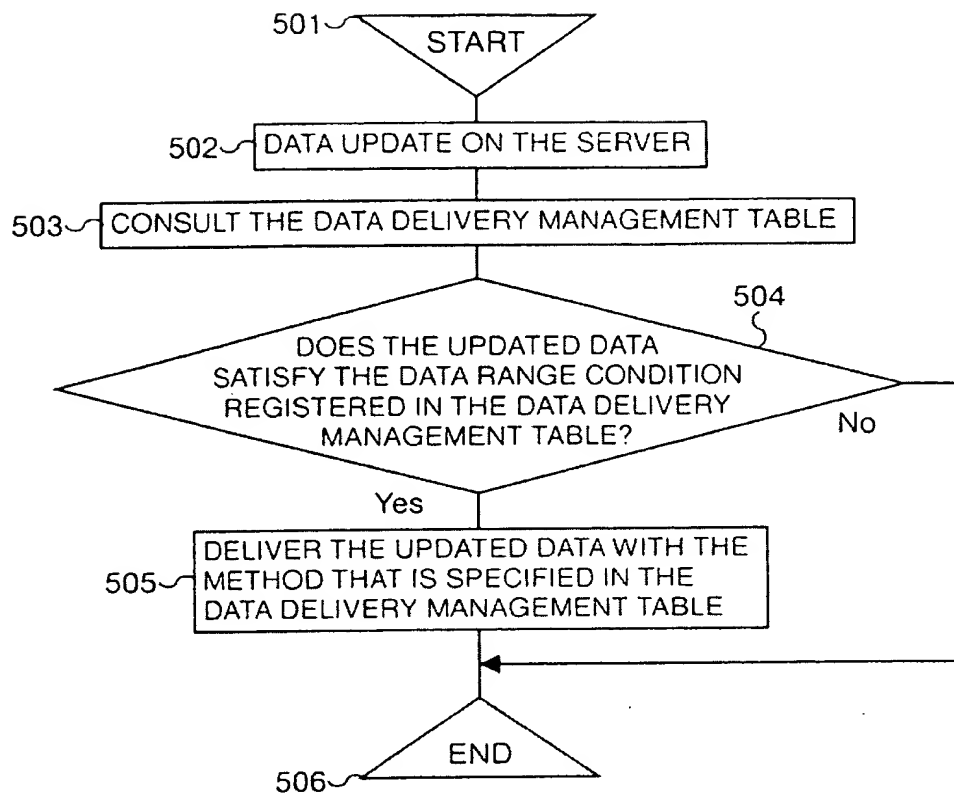 501
START
502
DATA UPDATE ON THE SERVER
503
CONSULT THE DATA DELIVERY MANAGEMENT TABLE
504
DOES THE UPDATED DATA
SATISFY THE DATA RANGE CONDITION
REGISTERED IN THE DATA DELIVERY
MANAGEMENT TABLE?
No
Yes
505
DELIVER THE UPDATED DATA WITH THE
METHOD THAT IS SPECIFIED IN THE
DATA DELIVERY MANAGEMENT TABLE
END
506